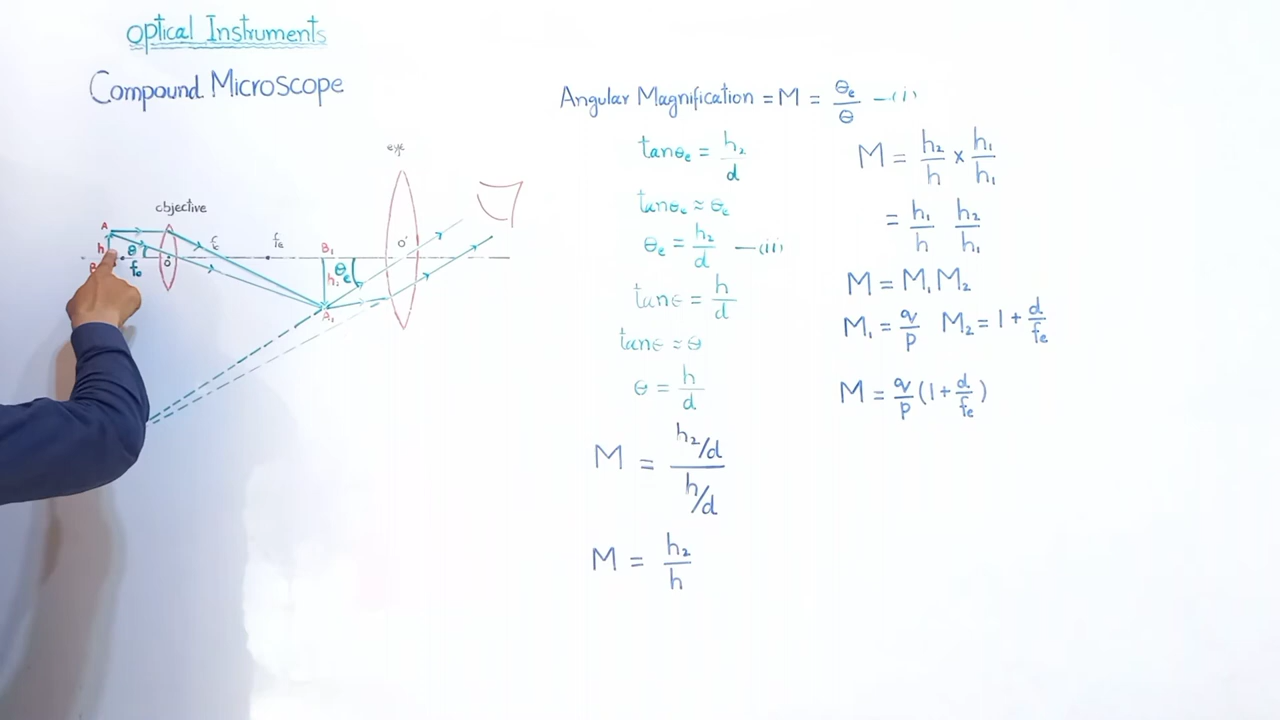 Optical Instruments
Compound Microscope
eye
objective
A
h
B
θ
fo
O
fo
fe
B₁
h₁
θe
A₁
O'
Angular Magnification = M = θe/θ —(i)
tanθe = h₂/d
tanθe ≈ θe
θe = h₂/d —(ii)
tanθ = h/d
tanθ ≈ θ
θ = h/d
M = (h₂/d)/(h/d)
M = h₂/h
M = h₂/h × h₁/h₁
= h₁/h h₂/h₁
M = M₁M₂
M₁ = q/p M₂ = 1 + d/fe
M = q/p (1 + d/fe)